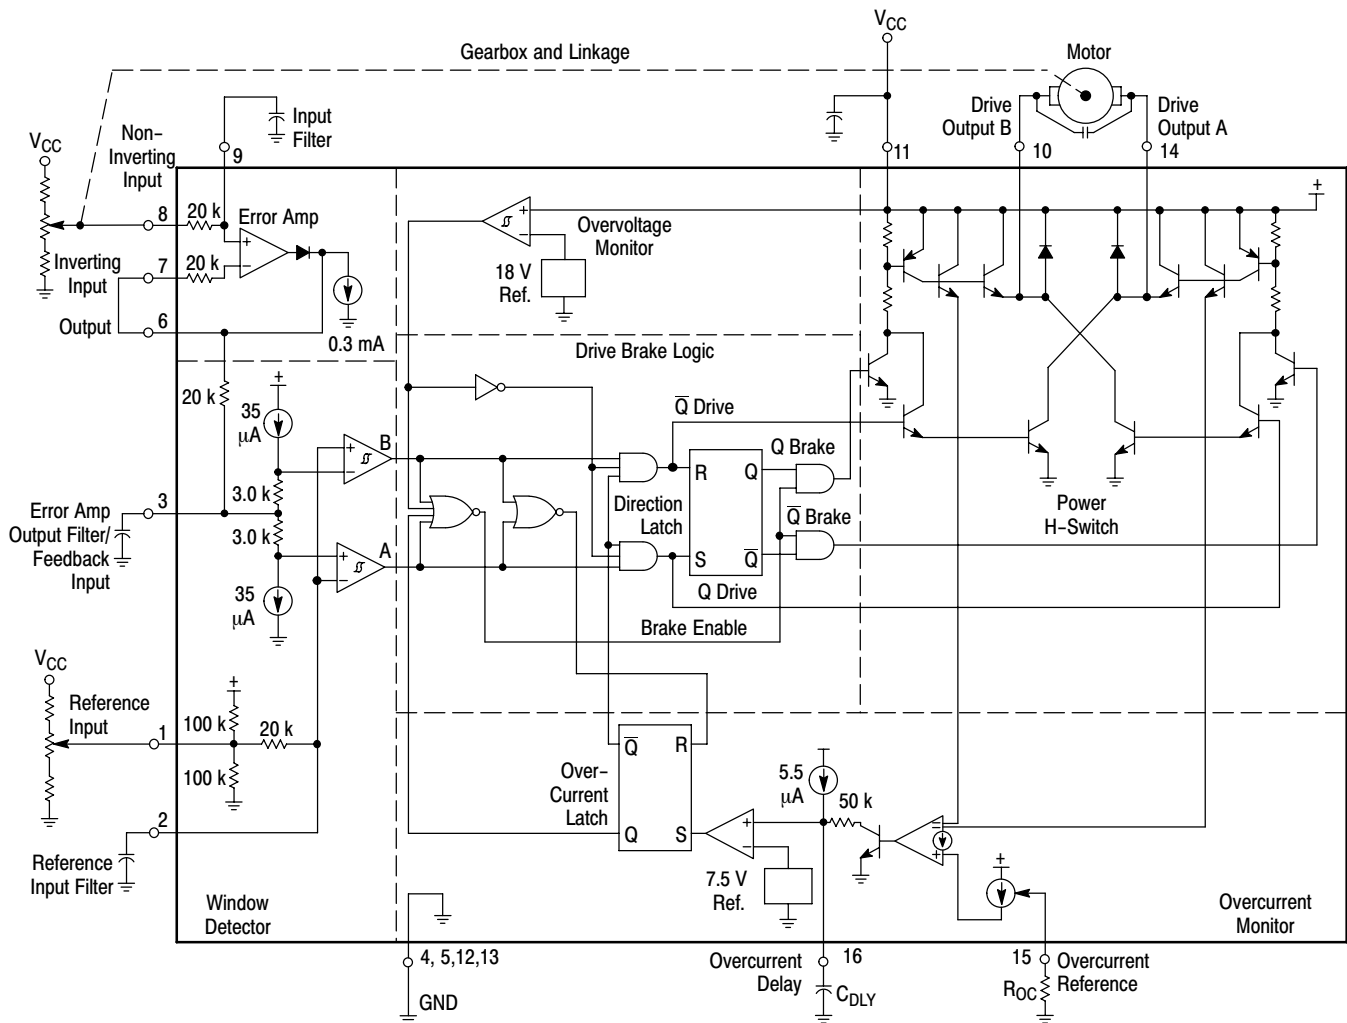 V_CC
Gearbox and Linkage
Motor
Input
Filter
Drive
Output B
Drive
Output A
V_CC
Non-
Inverting
Input
9
11
10
14
8
20 k
Error Amp
+
−
Inverting
Input
7
20 k
Output
6
0.3 mA
+
−
Overvoltage
Monitor
18 V
Ref.
+
Drive Brake Logic
20 k
+
35
µA
Q̅ Drive
+
−
B
3.0 k
Q Brake
R
Q
Direction
Latch
Error Amp
Output Filter/
Feedback
Input
3
3.0 k
Q̅ Brake
Power
H-Switch
+
−
A
S
Q̅
35
µA
Q Drive
Brake Enable
V_CC
Reference
Input
1
+
100 k
20 k
100 k
Q̅
R
Over-
Current
Latch
Q
S
5.5
µA
50 k
+
−
=
+
+
2
Reference
Input Filter
7.5 V
Ref.
Window
Detector
Overcurrent
Monitor
4, 5,12,13
GND
Overcurrent
Delay
16
C_DLY
15
Overcurrent
Reference
R_OC